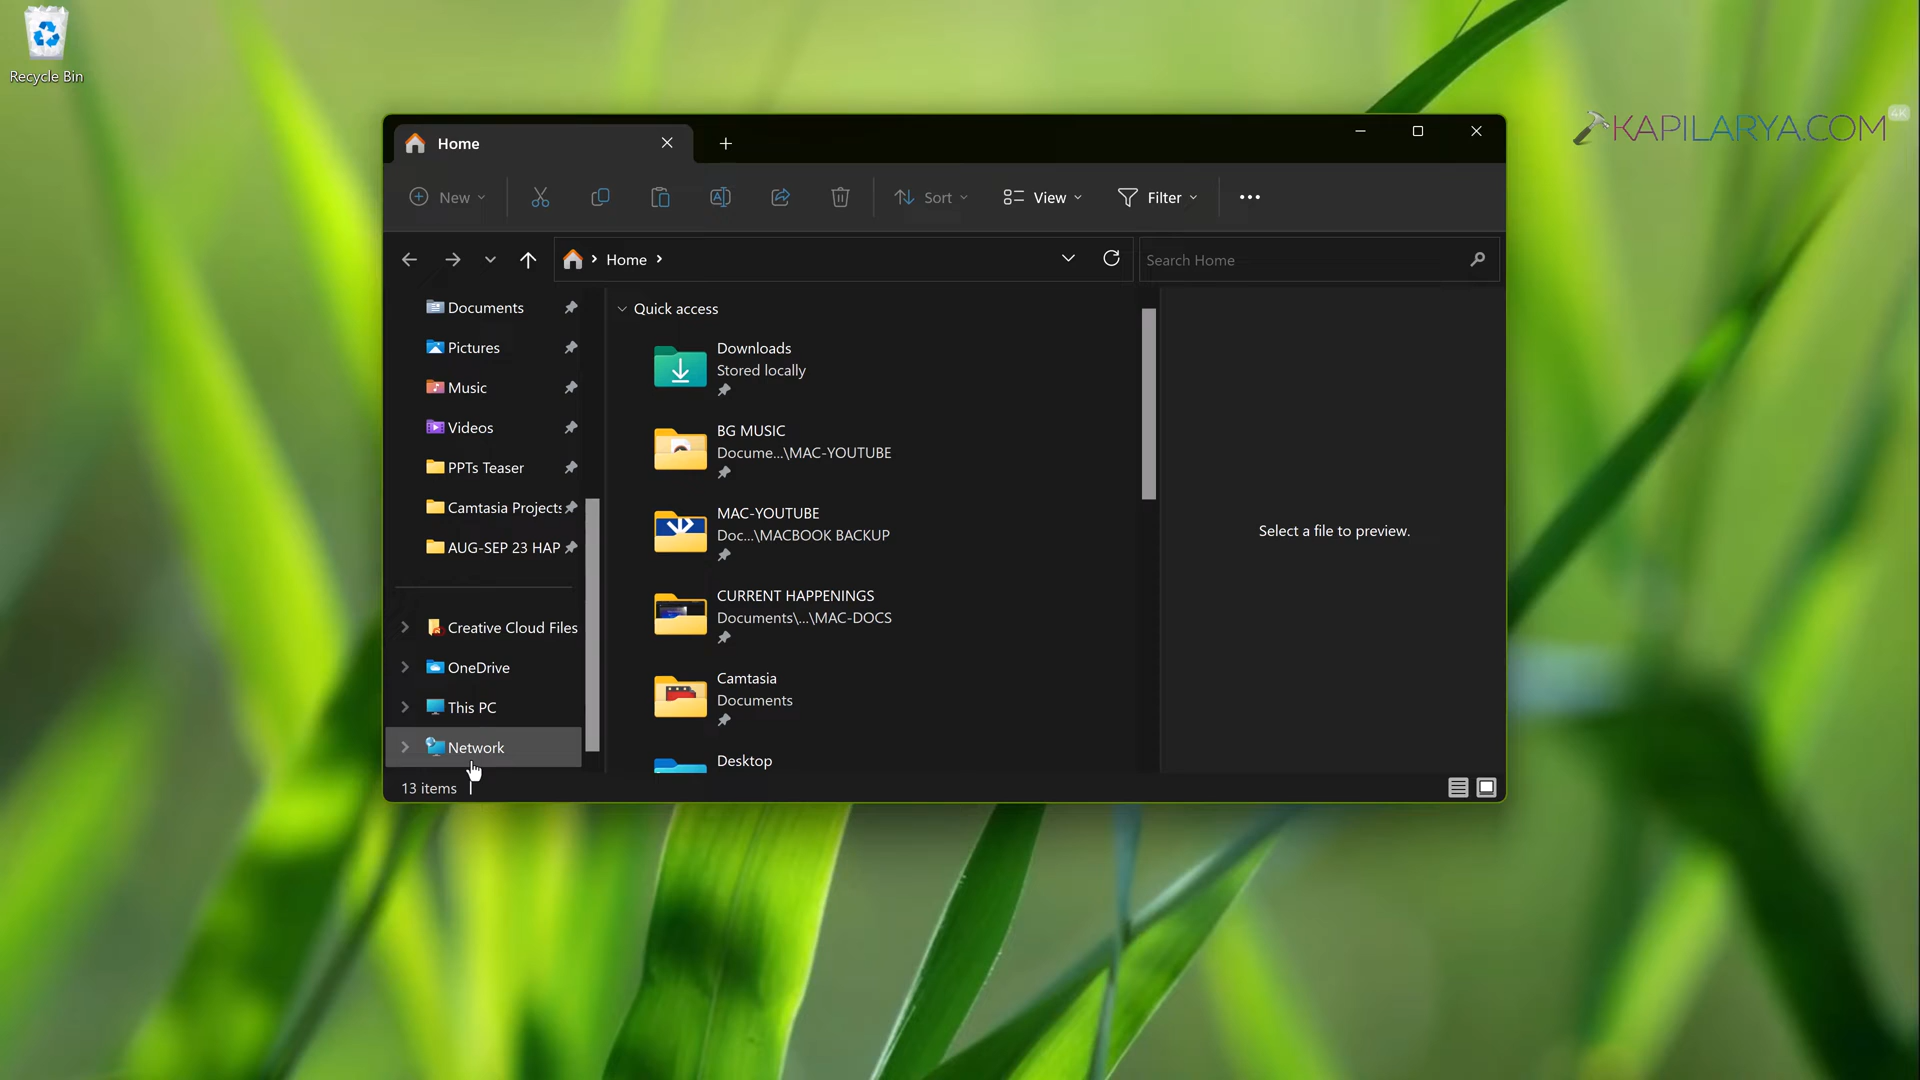 Recycle Bin
KAPILARYA.COM
4K
Home
New
Sort
View
Filter
Home
Search Home
Documents
Pictures
Music
Videos
PPTs Teaser
Camtasia Projects
AUG-SEP 23 HAP
Creative Cloud Files
OneDrive
This PC
Network
Quick access
Downloads
Stored locally
BG MUSIC
Docume...\MAC-YOUTUBE
MAC-YOUTUBE
Doc...\MACBOOK BACKUP
CURRENT HAPPENINGS
Documents\...\MAC-DOCS
Camtasia
Documents
Desktop
Select a file to preview.
13 items